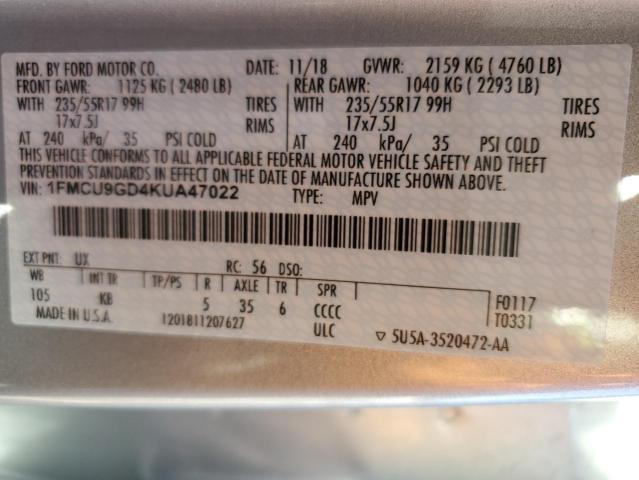 MFD. BY FORD MOTOR CO. DATE: 11/18 GVWR: 2159 KG ( 4760 LB)
FRONT GAWR: 1125 KG ( 2480 LB) REAR GAWR: 1040 KG ( 2293 LB)
WITH 235/55R17 99H TIRES WITH 235/55R17 99H TIRES
17x7.5J RIMS 17x7.5J RIMS
AT 240 kPa/ 35 PSI COLD AT 240 kPa/ 35 PSI COLD
THIS VEHICLE CONFORMS TO ALL APPLICABLE FEDERAL MOTOR VEHICLE SAFETY AND THEFT
PREVENTION STANDARDS IN EFFECT ON THE DATE OF MANUFACTURE SHOWN ABOVE.
VIN: 1FMCU9GD4KUA47022 TYPE: MPV
EXT PNT: UX RC: 56 DSO:
WB INT TR TP/PS R AXLE TR SPR
105 KB 5 35 6 CCCC F0117
MADE IN U.S.A. 1201811207627 ULC T0331
▽ 5U5A-3520472-AA